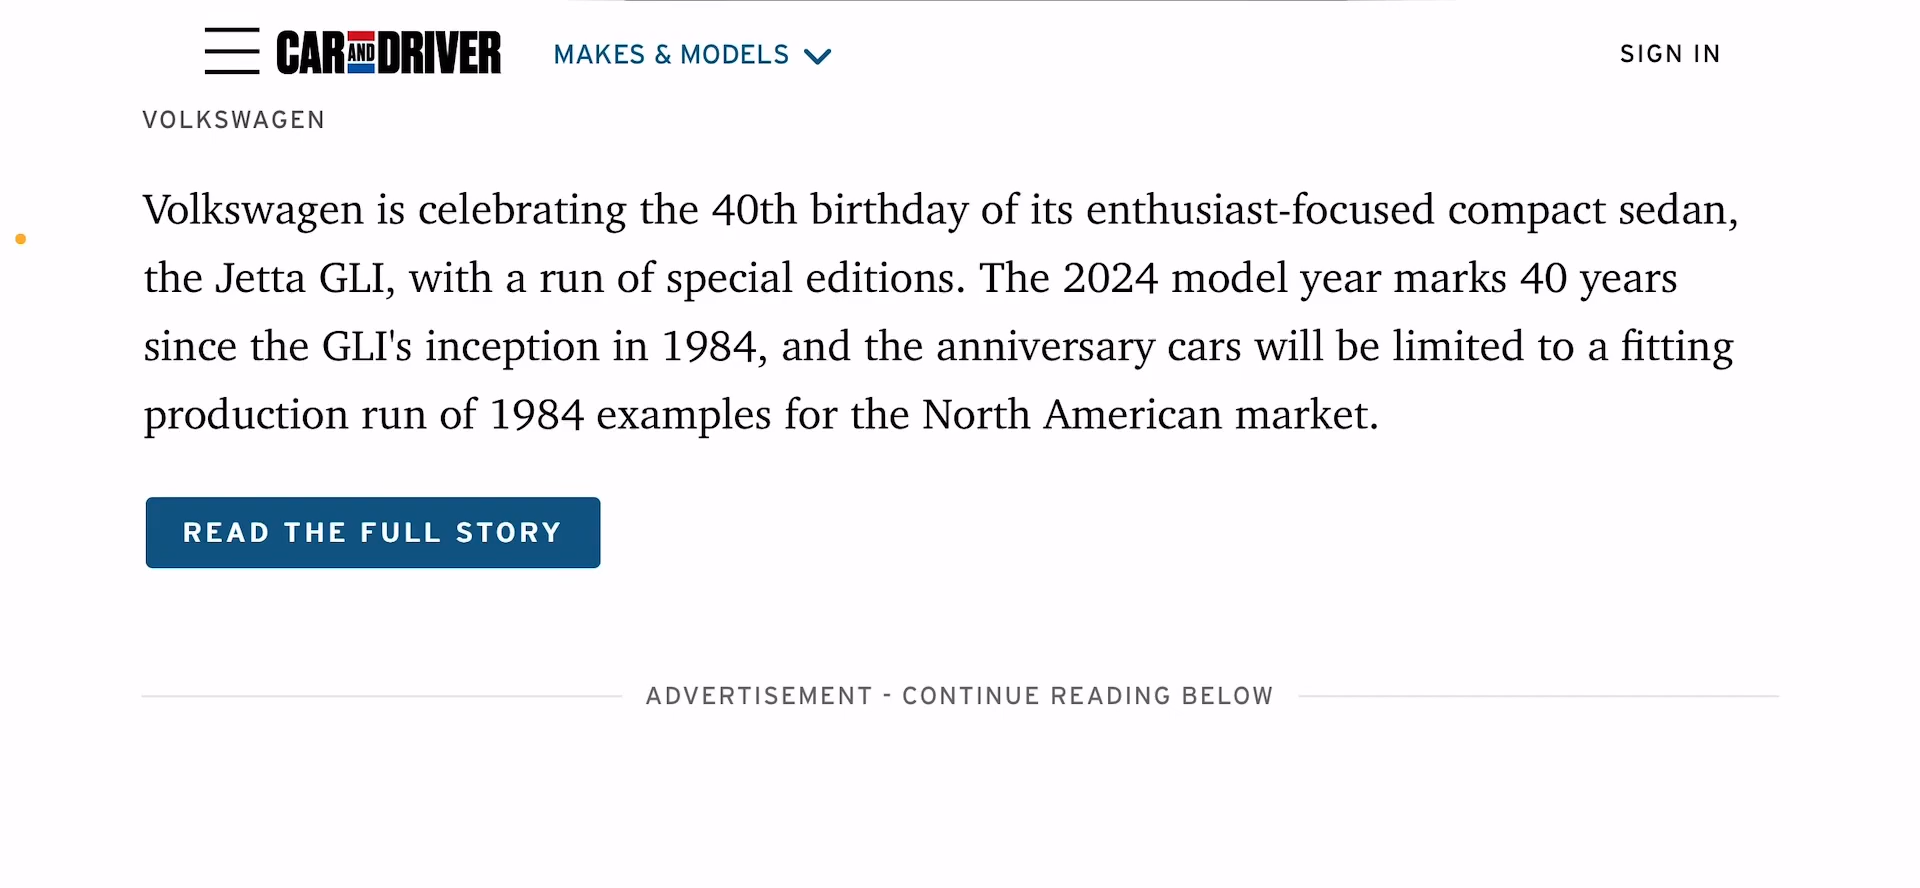 CAR AND DRIVER MAKES & MODELS SIGN IN
VOLKSWAGEN
Volkswagen is celebrating the 40th birthday of its enthusiast-focused compact sedan,
the Jetta GLI, with a run of special editions. The 2024 model year marks 40 years
since the GLI's inception in 1984, and the anniversary cars will be limited to a fitting
production run of 1984 examples for the North American market.
READ THE FULL STORY
ADVERTISEMENT - CONTINUE READING BELOW